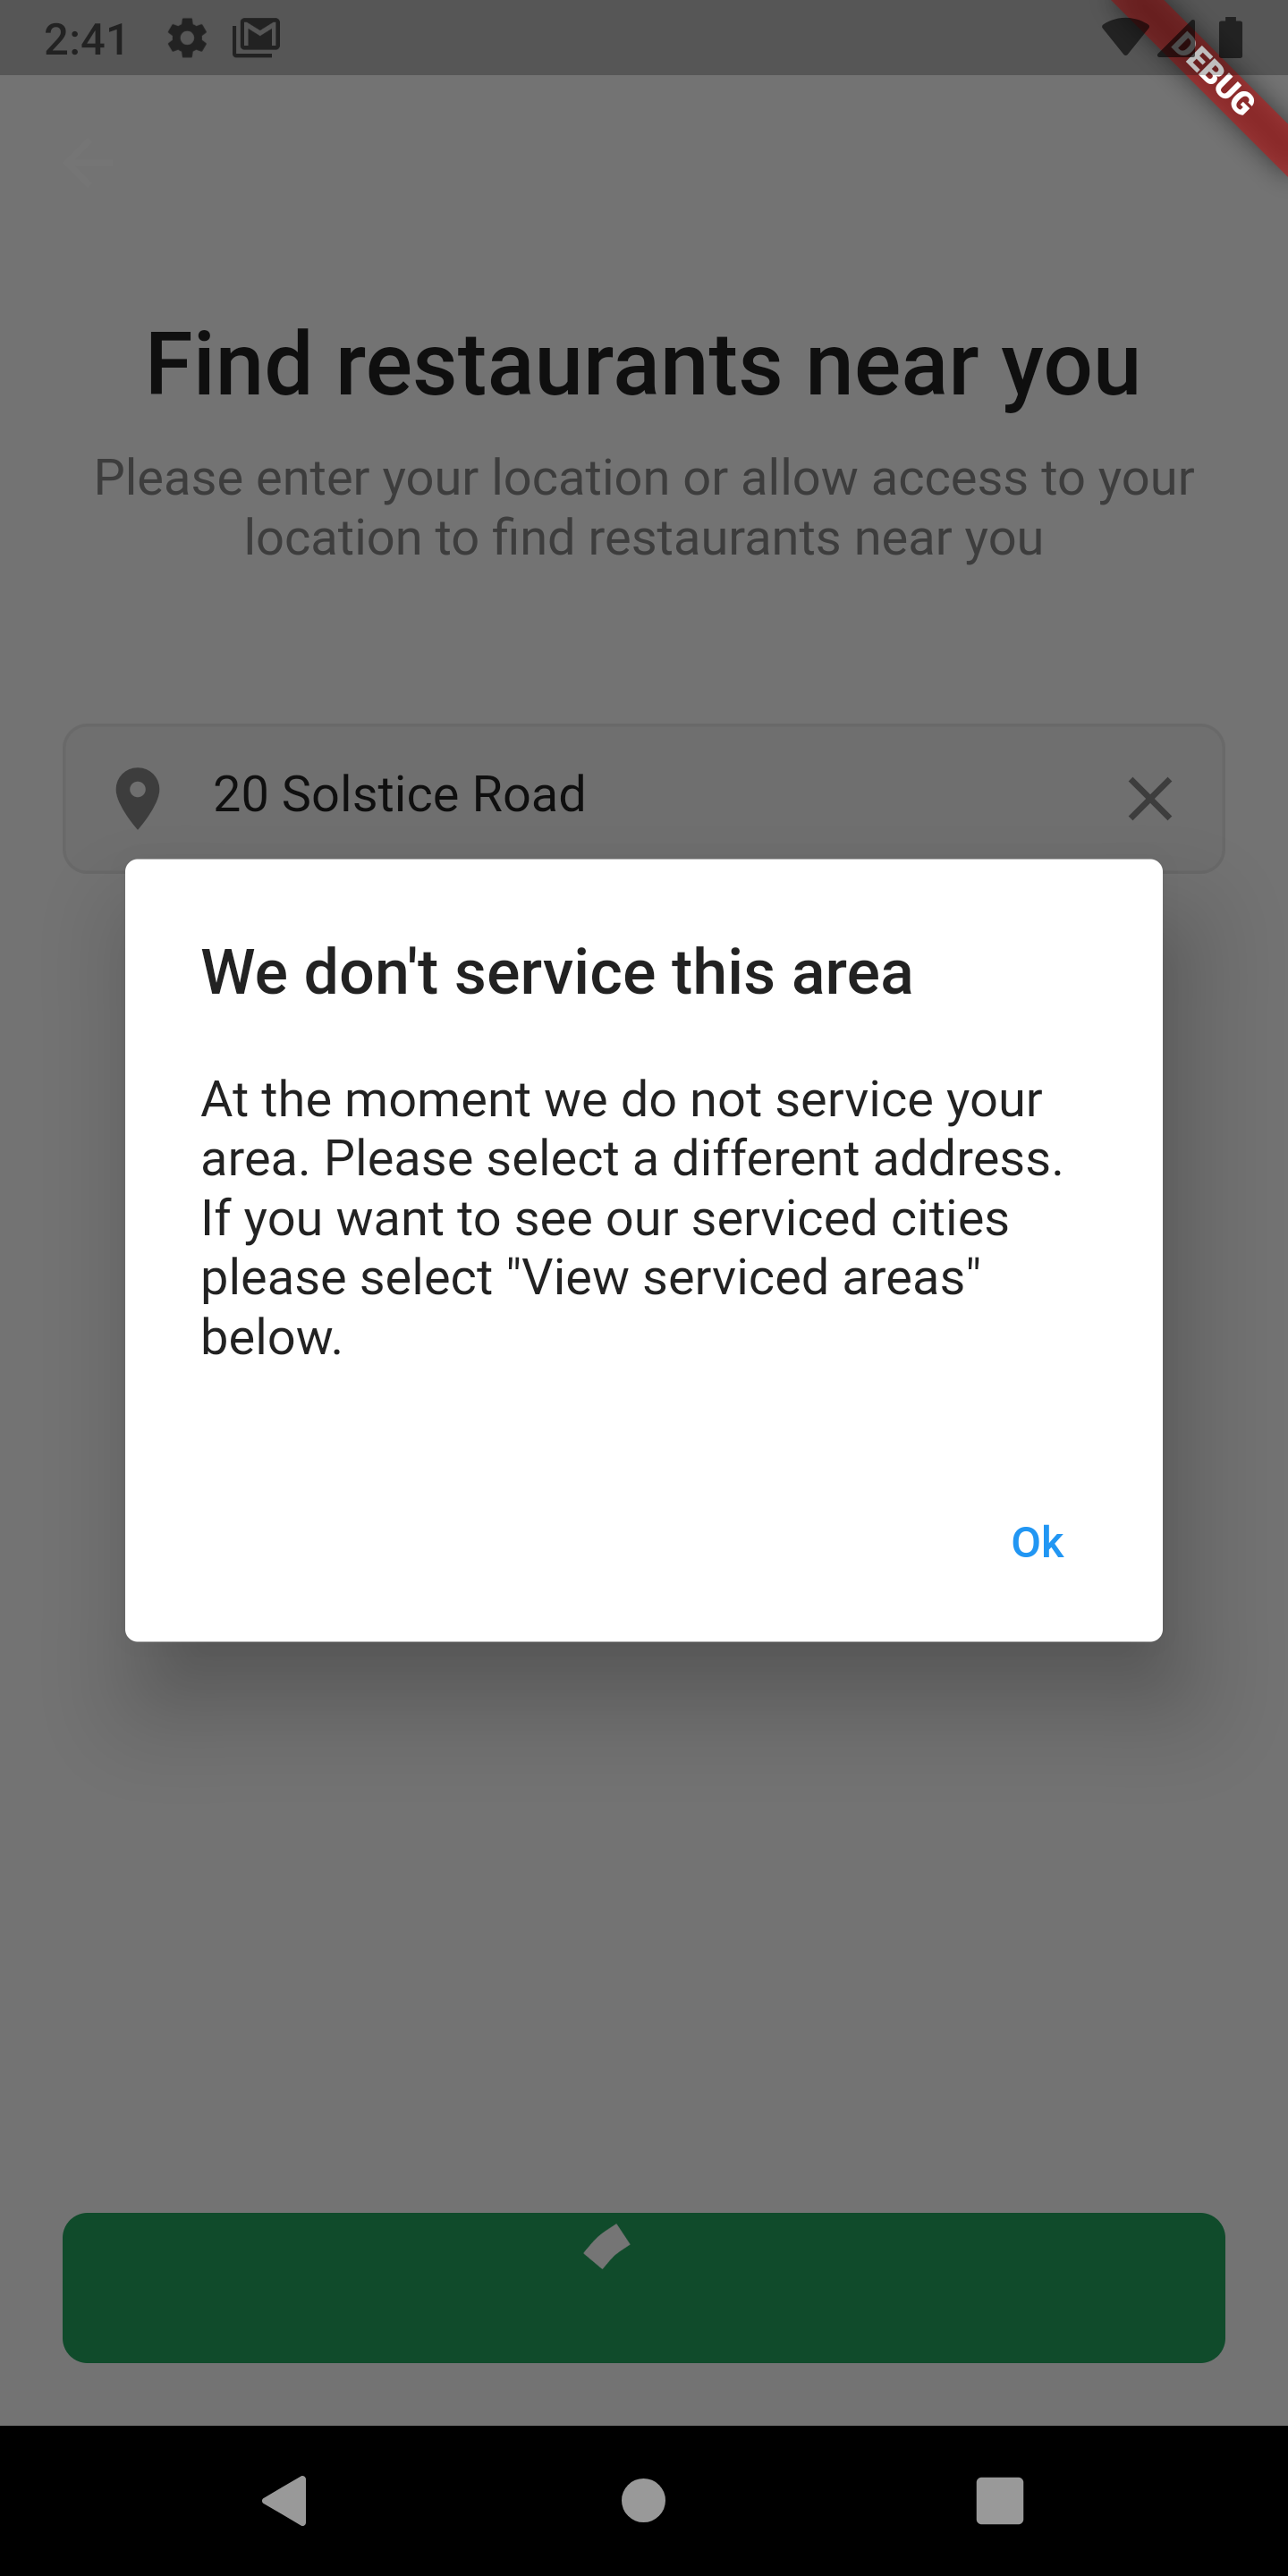 2:41
DEBUG
Find restaurants near you
Please enter your location or allow access to your
location to find restaurants near you
20 Solstice Road
We don't service this area
At the moment we do not service your
area. Please select a different address.
If you want to see our serviced cities
please select "View serviced areas"
below.
Ok